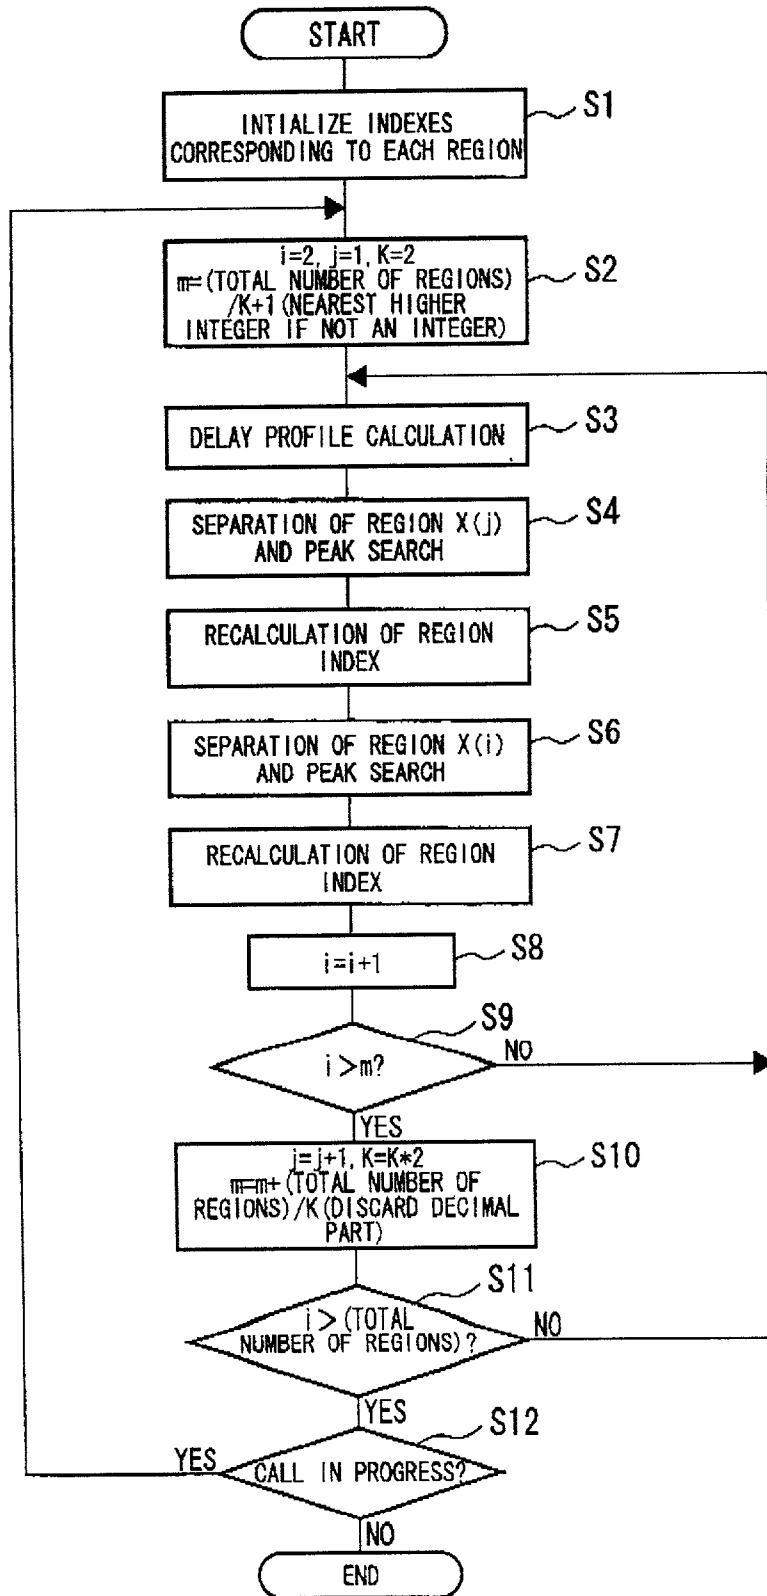 START
INTIALIZE INDEXES
CORRESPONDING TO EACH REGION
S1
i=2, j=1, K=2
m=(TOTAL NUMBER OF REGIONS)
/K+1(NEAREST HIGHER
INTEGER IF NOT AN INTEGER)
S2
DELAY PROFILE CALCULATION
S3
SEPARATION OF REGION X(j)
AND PEAK SEARCH
S4
RECALCULATION OF REGION
INDEX
S5
SEPARATION OF REGION X(i)
AND PEAK SEARCH
S6
RECALCULATION OF REGION
INDEX
S7
i=i+1
S8
i>m?
S9
NO
YES
j=j+1, K=K*2
m=m+(TOTAL NUMBER OF
REGIONS)/K(DISCARD DECIMAL
PART)
S10
i>(TOTAL
NUMBER OF REGIONS)?
S11
NO
YES
CALL IN PROGRESS?
S12
YES
NO
END